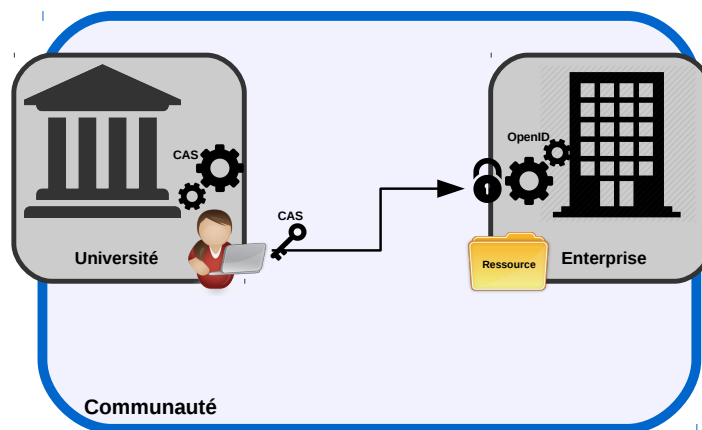 OpenID
CAS
CAS
Université
Ressource
Enterprise
Communauté